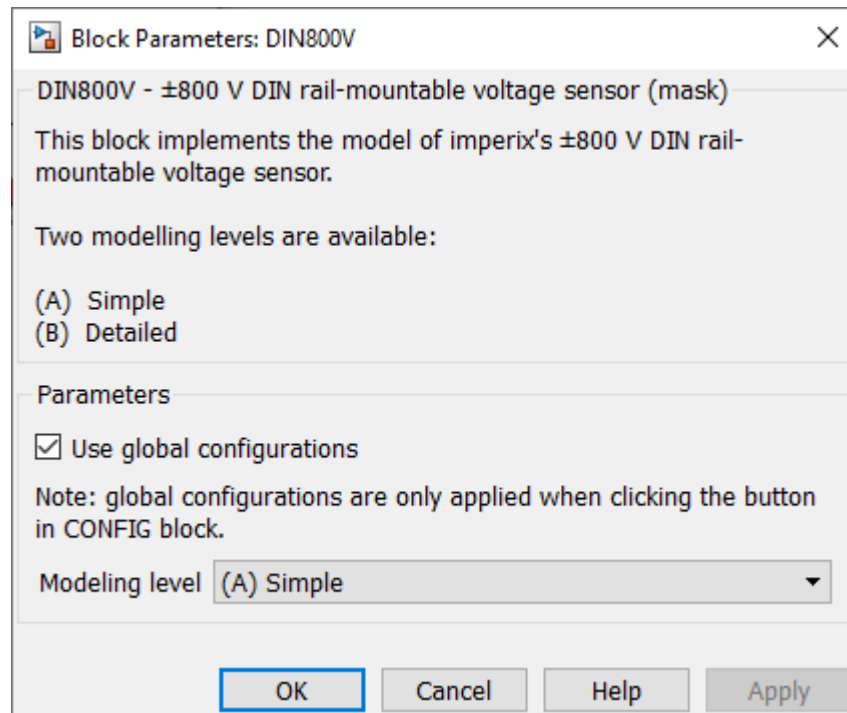 Block Parameters: DIN800V
DIN800V - ±800 V DIN rail-mountable voltage sensor (mask)
This block implements the model of imperix's ±800 V DIN rail-
mountable voltage sensor.
Two modelling levels are available:
(A) Simple
(B) Detailed
Parameters
Use global configurations
Note: global configurations are only applied when clicking the button
in CONFIG block.
Modeling level (A) Simple
OK Cancel Help Apply